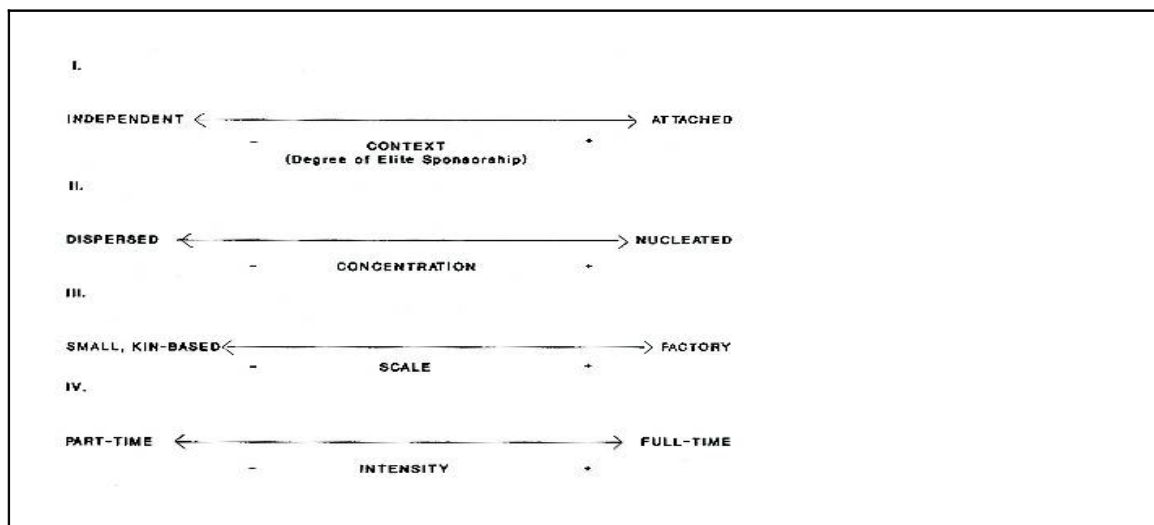 I.
INDEPENDENT ATTACHED
- +
CONTEXT
(Degree of Elite Sponsorship)
II.
DISPERSED NUCLEATED
- CONCENTRATION +
III.
SMALL, KIN-BASED FACTORY
- SCALE +
IV.
PART-TIME FULL-TIME
- INTENSITY +